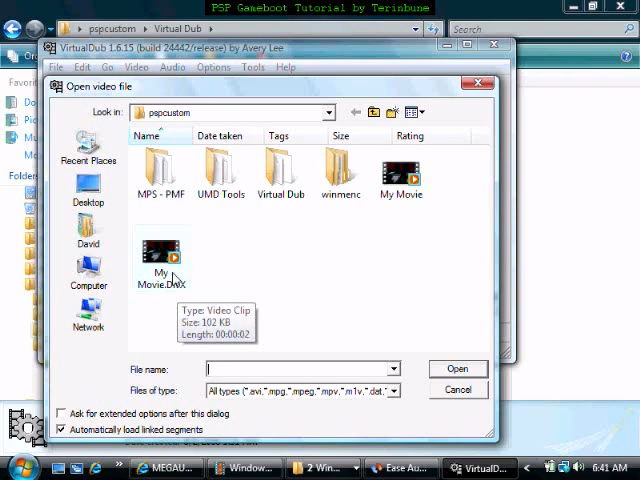 PSP Gameboot Tutorial by Terinbune
pspcustom
Virtual Dub
Search
VirtualDub 1.6.15 (build 24442/release) by Avery Lee
File Edit Go Video Audio Options Tools Help
Open video file
Look in:
pspcustom
Name Date taken Tags Size Rating
Recent Places
Desktop
David
Computer
Network
MPS - PMF
UMD Tools
Virtual Dub
winmenc
My Movie
My
Movie.DIVX
Type: Video Clip
Size: 102 KB
Length: 00:00:02
File name:
Open
Files of type:
All types (*.avi,*.mpg,*.mpeg,*.mpv,*.m1v,*.dat,
Cancel
Ask for extended options after this dialog
Automatically load linked segments
Folders
MEGAU...
Window...
2 Win...
Ease Au...
VirtualD...
6:41 AM